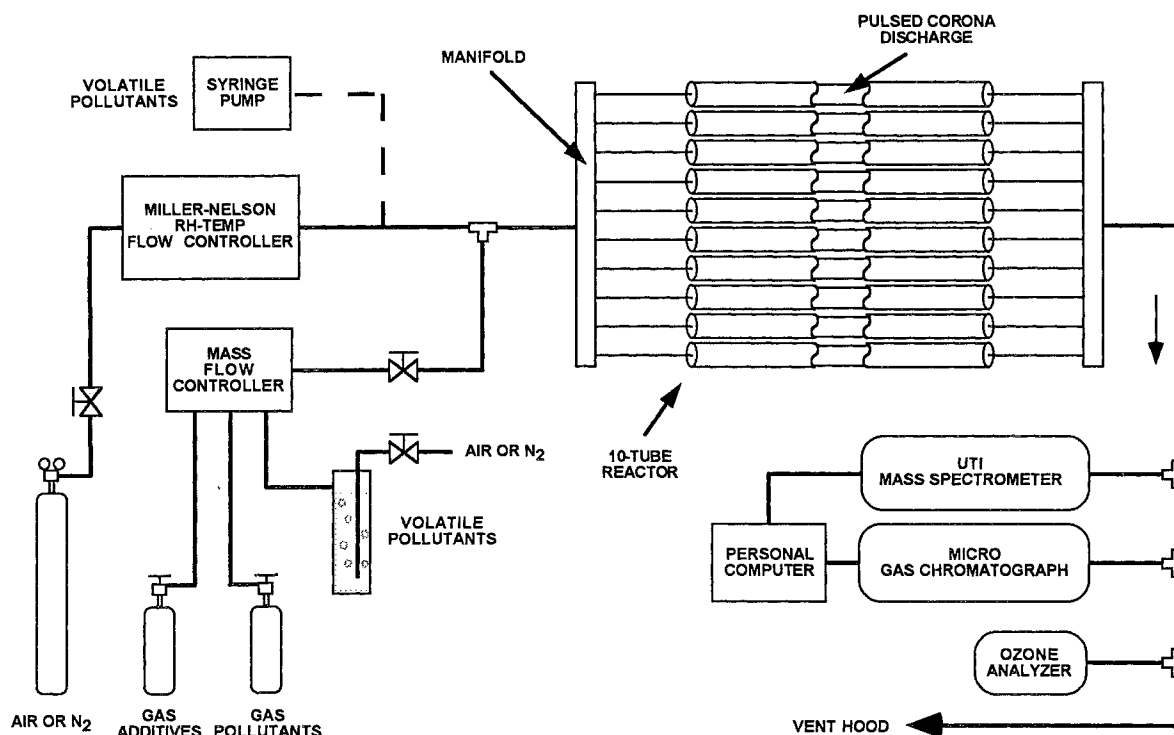 PULSED CORONA
DISCHARGE
MANIFOLD
VOLATILE
POLLUTANTS
SYRINGE
PUMP
MILLER-NELSON
RH-TEMP
FLOW CONTROLLER
MASS
FLOW
CONTROLLER
AIR OR N2
VOLATILE
POLLUTANTS
10-TUBE
REACTOR
UTI
MASS SPECTROMETER
PERSONAL
COMPUTER
MICRO
GAS CHROMATOGRAPH
OZONE
ANALYZER
AIR OR N2
GAS
ADDITIVES
GAS
POLLUTANTS
VENT HOOD